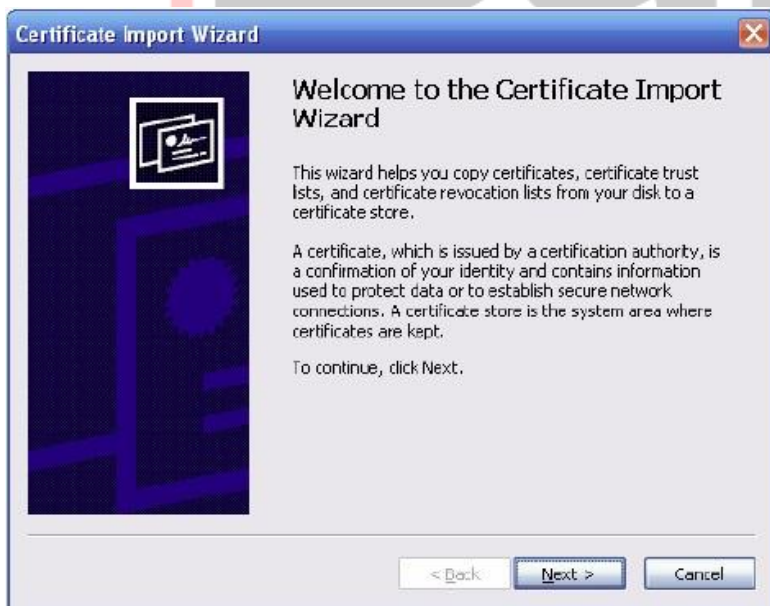 Certificate Import Wizard
Welcome to the Certificate Import
Wizard
This wizard helps you copy certificates, certificate trust
lists, and certificate revocation lists from your disk to a
certificate store.
A certificate, which is issued by a certification authority, is
a confirmation of your identity and contains information
used to protect data or to establish secure network
connections. A certificate store is the system area where
certificates are kept.
To continue, click Next.
< Back
Next >
Cancel